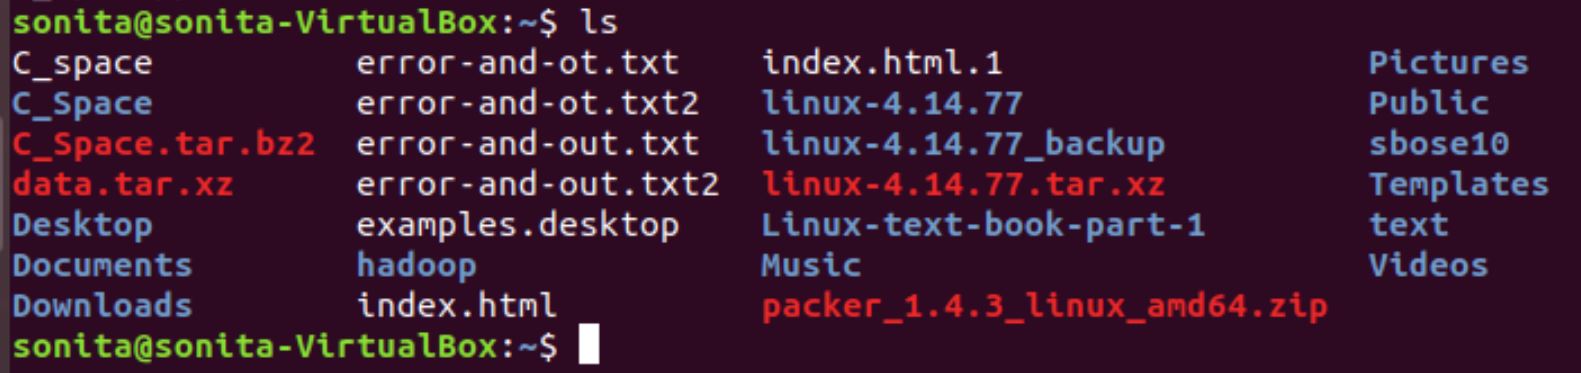 sonita@sonita-VirtualBox:~$ ls
C_space error-and-ot.txt index.html.1 Pictures
C_Space error-and-ot.txt2 linux-4.14.77 Public
C_Space.tar.bz2 error-and-out.txt linux-4.14.77_backup sbose10
data.tar.xz error-and-out.txt2 linux-4.14.77.tar.xz Templates
Desktop examples.desktop Linux-text-book-part-1 text
Documents hadoop Music Videos
Downloads index.html packer_1.4.3_linux_amd64.zip
sonita@sonita-VirtualBox:~$